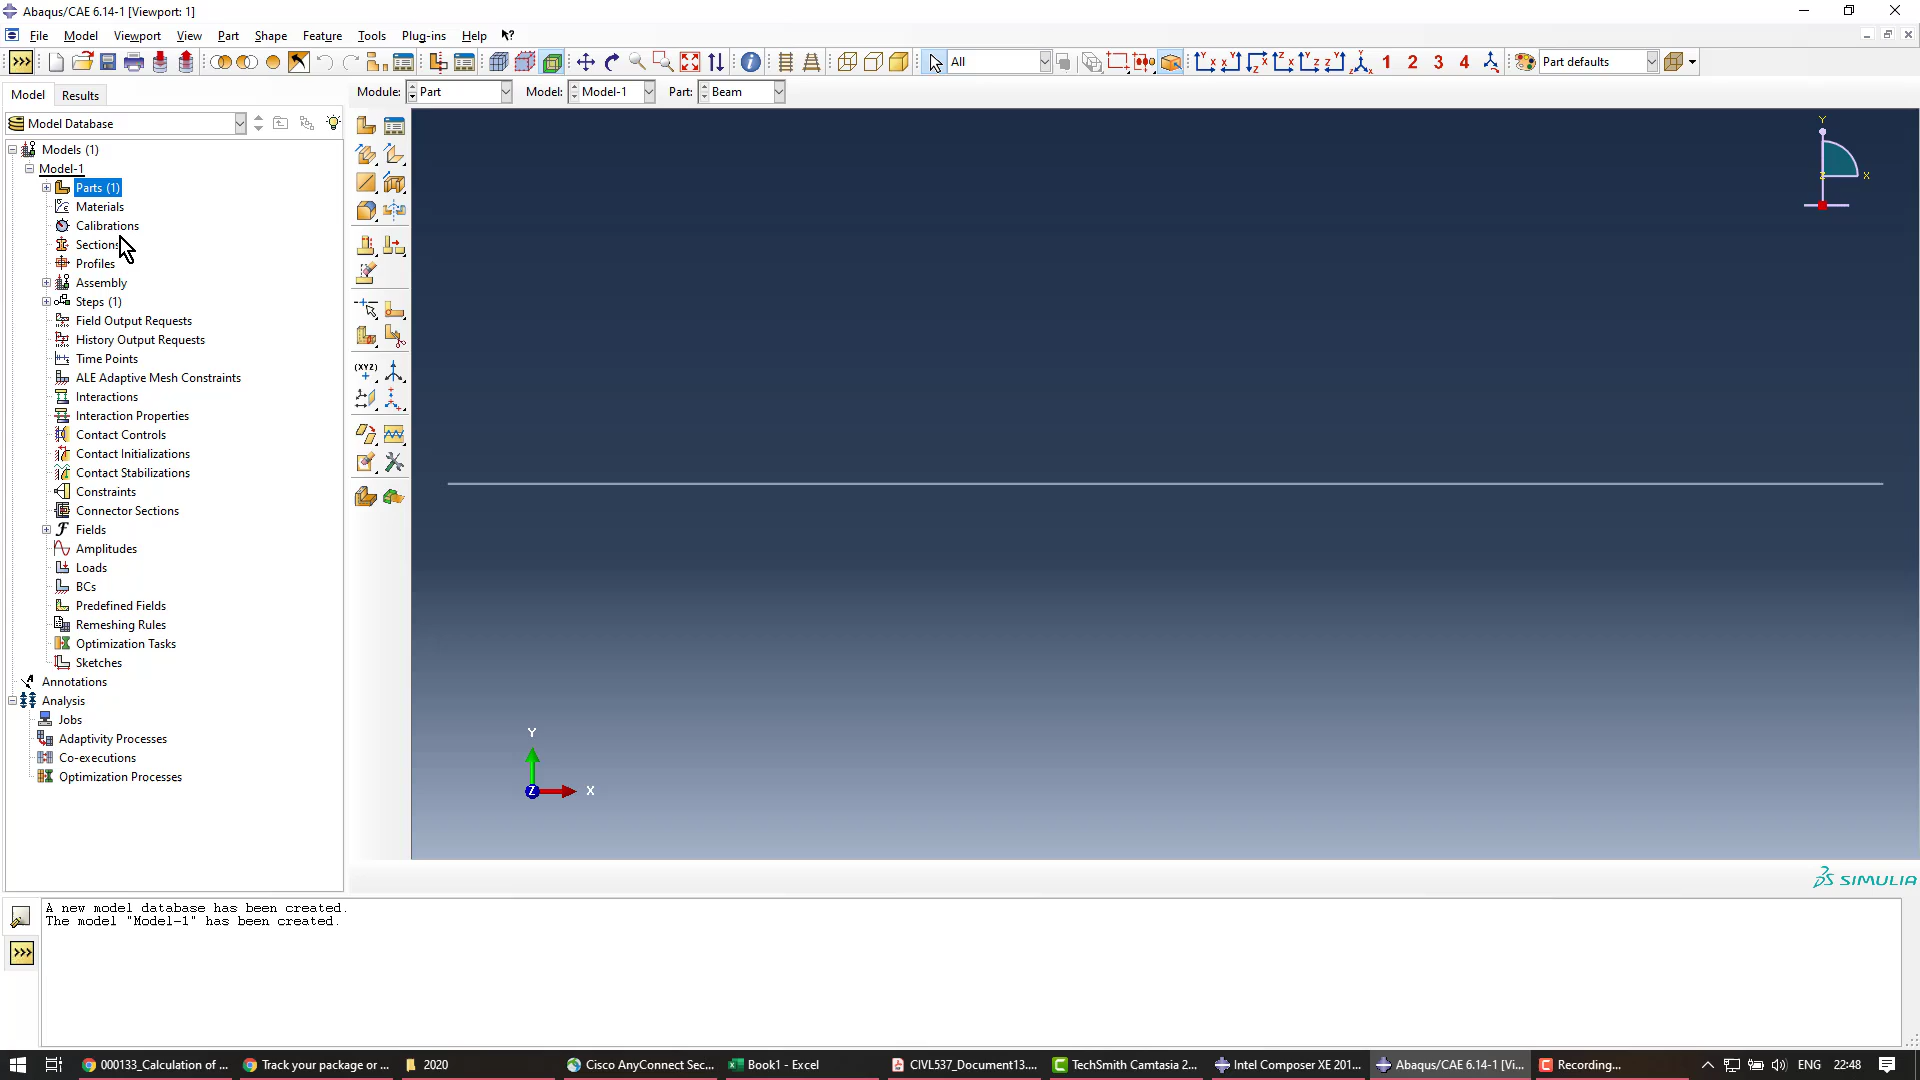 Abaqus/CAE 6.14-1 [Viewport: 1]
File Model Viewport View Part Shape Feature Tools Plug-ins Help
All
1 2 3 4
Part defaults
Model Results
Module: Part Model: Model-1 Part: Beam
Model Database
Models (1)
Model-1
Parts (1)
Materials
Calibrations
Sections
Profiles
Assembly
Steps (1)
Field Output Requests
History Output Requests
Time Points
ALE Adaptive Mesh Constraints
Interactions
Interaction Properties
Contact Controls
Contact Initializations
Contact Stabilizations
Constraints
Connector Sections
Fields
Amplitudes
Loads
BCs
Predefined Fields
Remeshing Rules
Optimization Tasks
Sketches
Annotations
Analysis
Jobs
Adaptivity Processes
Co-executions
Optimization Processes
(XYZ)
Y
X
Z
Y
Z X
SIMULIA
A new model database has been created.
The model "Model-1" has been created.
000133_Calculation of ...
Track your package or ...
2020
Cisco AnyConnect Sec...
Book1 - Excel
CIVL537_Document13....
TechSmith Camtasia 2...
Intel Composer XE 201...
Abaqus/CAE 6.14-1 [Vi...
Recording...
ENG 22:48